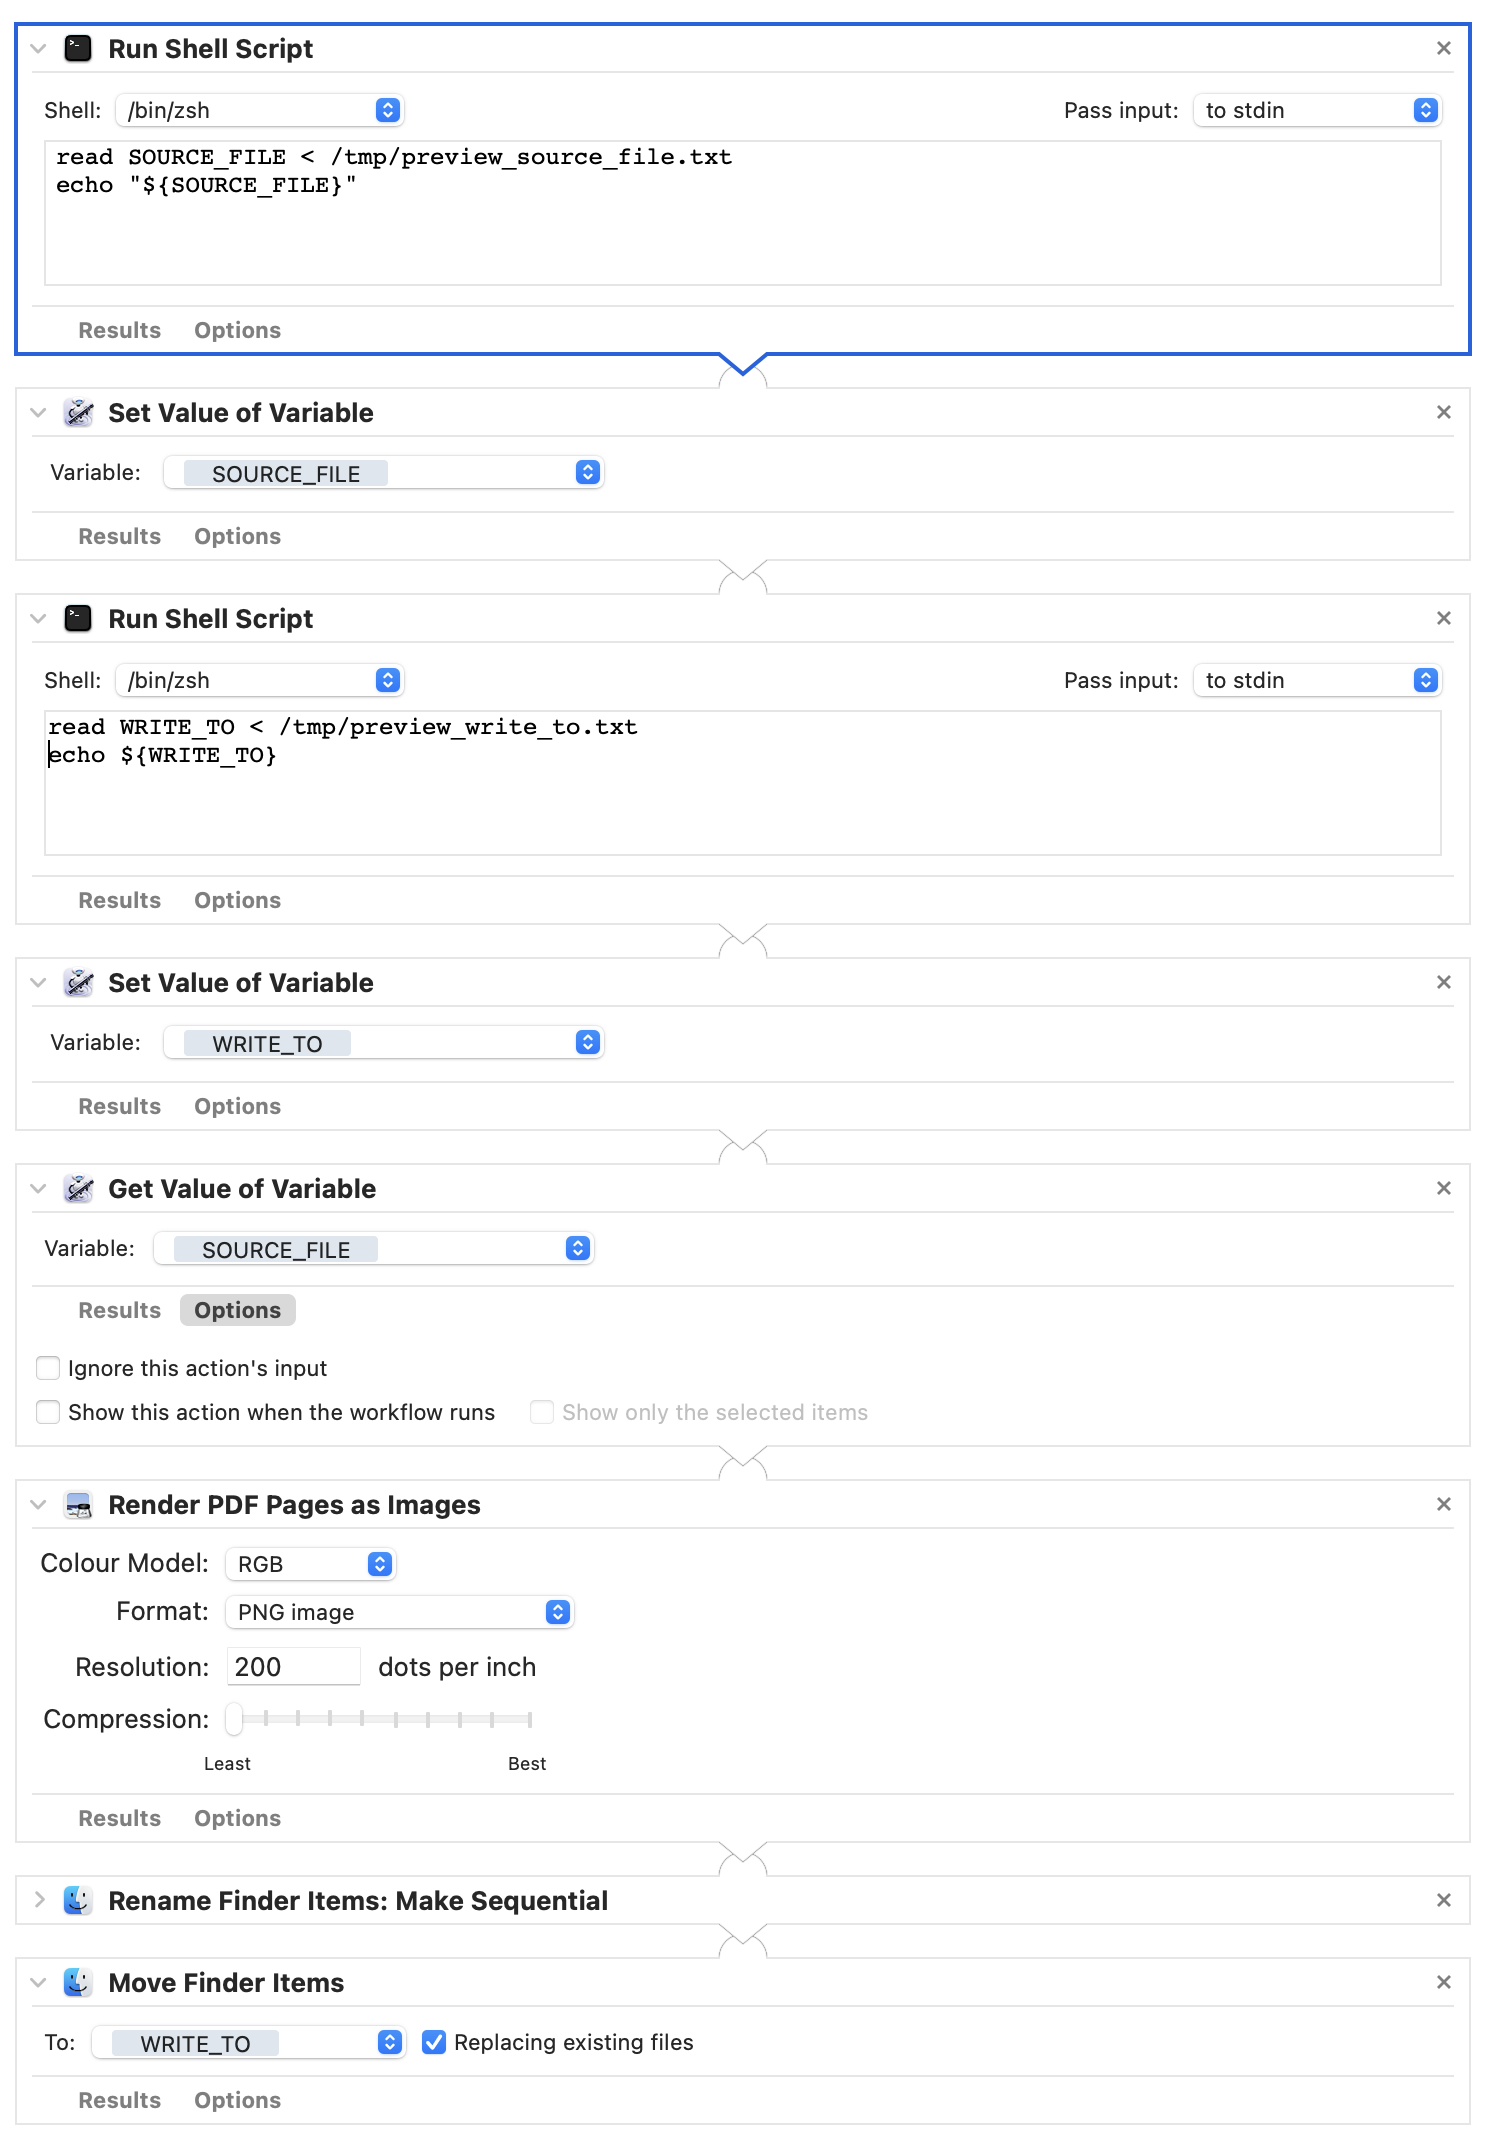 Run Shell Script
Shell: /bin/zsh Pass input: to stdin
read SOURCE_FILE < /tmp/preview_source_file.txt
echo "${SOURCE_FILE}"
Results Options
Set Value of Variable
Variable: SOURCE_FILE
Results Options
Run Shell Script
Shell: /bin/zsh Pass input: to stdin
read WRITE_TO < /tmp/preview_write_to.txt
echo ${WRITE_TO}
Results Options
Set Value of Variable
Variable: WRITE_TO
Results Options
Get Value of Variable
Variable: SOURCE_FILE
Results Options
Ignore this action's input
Show this action when the workflow runs Show only the selected items
Render PDF Pages as Images
Colour Model: RGB
Format: PNG image
Resolution: 200 dots per inch
Compression:
Least Best
Results Options
Rename Finder Items: Make Sequential
Move Finder Items
To: WRITE_TO Replacing existing files
Results Options